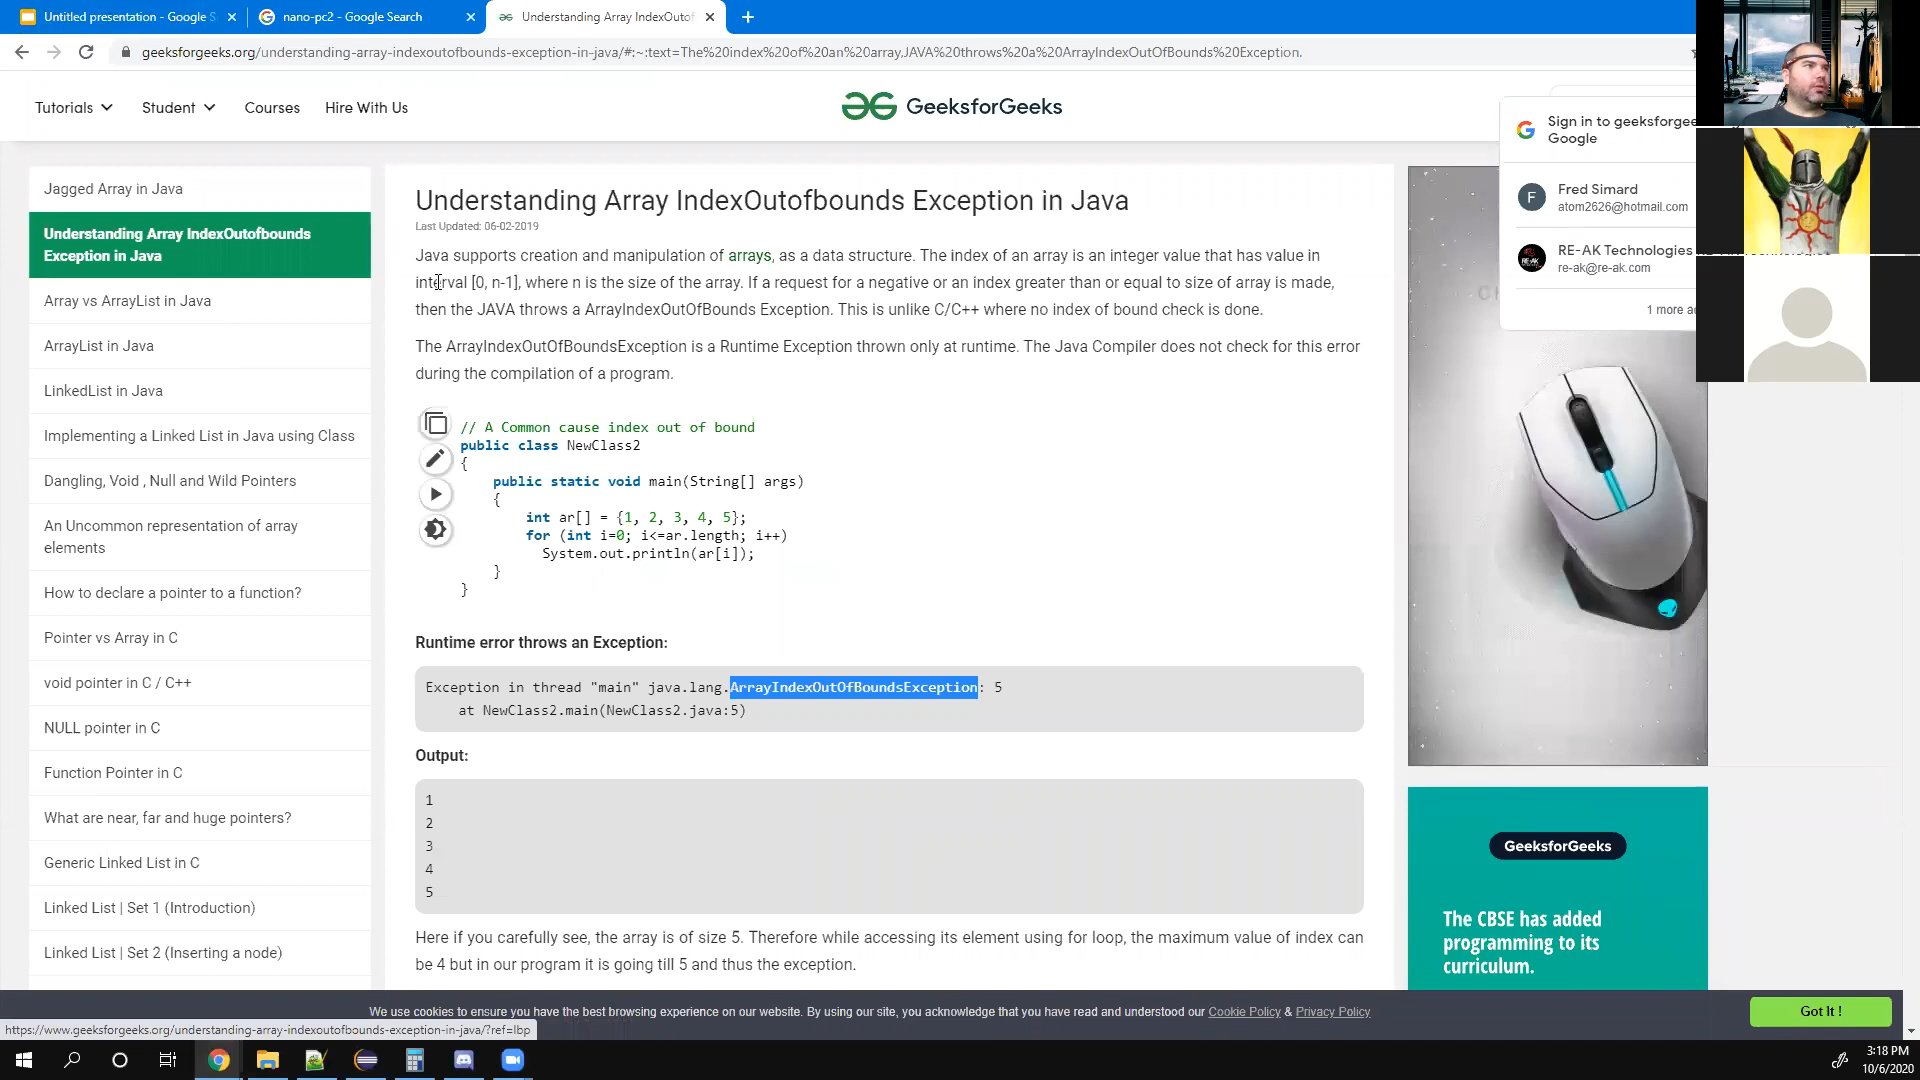 Untitled presentation - Google S
nano-pc2 - Google Search
Understanding Array IndexOutof
geeksforgeeks.org/understanding-array-indexoutofbounds-exception-in-java/#:~:text=The%20index%20of%20an%20array,JAVA%20throws%20a%20ArrayIndexOutOfBounds%20Exception.
Tutorials
Student
Courses
Hire With Us
GeeksforGeeks
Sign in to geeksforgee
Google
Fred Simard
atom2626@hotmail.com
RE-AK Technologies
re-ak@re-ak.com
1 more ac
Jagged Array in Java
Understanding Array IndexOutofbounds
Exception in Java
Array vs ArrayList in Java
ArrayList in Java
LinkedList in Java
Implementing a Linked List in Java using Class
Dangling, Void , Null and Wild Pointers
An Uncommon representation of array
elements
How to declare a pointer to a function?
Pointer vs Array in C
void pointer in C / C++
NULL pointer in C
Function Pointer in C
What are near, far and huge pointers?
Generic Linked List in C
Linked List | Set 1 (Introduction)
Linked List | Set 2 (Inserting a node)
Understanding Array IndexOutofbounds Exception in Java
Last Updated: 06-02-2019
Java supports creation and manipulation of arrays, as a data structure. The index of an array is an integer value that has value in
interval [0, n-1], where n is the size of the array. If a request for a negative or an index greater than or equal to size of array is made,
then the JAVA throws a ArrayIndexOutOfBounds Exception. This is unlike C/C++ where no index of bound check is done.
The ArrayIndexOutOfBoundsException is a Runtime Exception thrown only at runtime. The Java Compiler does not check for this error
during the compilation of a program.
// A Common cause index out of bound
public class NewClass2
{
public static void main(String[] args)
{
int ar[] = {1, 2, 3, 4, 5};
for (int i=0; i<=ar.length; i++)
System.out.println(ar[i]);
}
}
Runtime error throws an Exception:
Exception in thread "main" java.lang.ArrayIndexOutOfBoundsException: 5
at NewClass2.main(NewClass2.java:5)
Output:
1
2
3
4
5
Here if you carefully see, the array is of size 5. Therefore while accessing its element using for loop, the maximum value of index can
be 4 but in our program it is going till 5 and thus the exception.
GeeksforGeeks
The CBSE has added
programming to its
curriculum.
We use cookies to ensure you have the best browsing experience on our website. By using our site, you acknowledge that you have read and understood our Cookie Policy & Privacy Policy
Got It !
https://www.geeksforgeeks.org/understanding-array-indexoutofbounds-exception-in-java/?ref=lbp
3:18 PM
10/6/2020